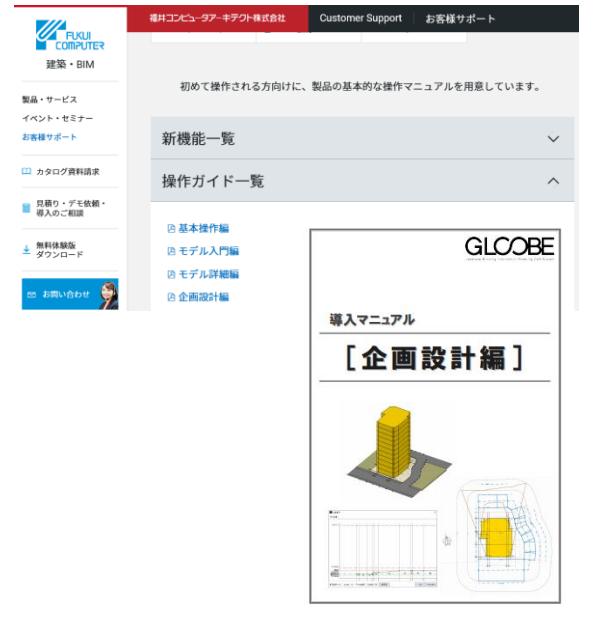 FUKUI
COMPUTER
建築・BIM
製品・サービス
イベント・セミナー
お客様サポート
カタログ資料請求
見積り・デモ依頼・
導入のご相談
無料体験版
ダウンロード
お問い合わせ
福井コンピュータアーキテクト株式会社
Customer Support
お客様サポート
初めて操作される方向けに、製品の基本的な操作マニュアルを用意しています。
新機能一覧
操作ガイド一覧
基本操作編
モデル入門編
モデル詳細編
企画設計編
GLOOBE
導入マニュアル
[企画設計編]